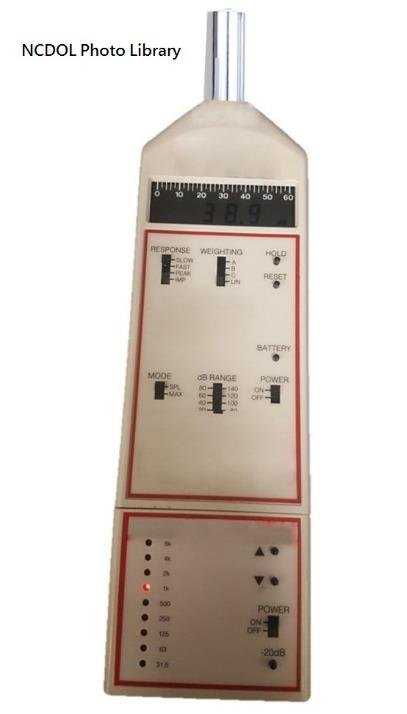 NCDOL Photo Library
0 10 20 30 40 50 60
38.9
RESPONSE WEIGHTING HOLD
SLOW A
FAST B
PEAK C
IMP LIN
RESET
BATTERY
MODE dB RANGE POWER
SPL 80 140 ON
MAX 60 120 OFF
40 100
8k
4k
2k
1k
500 POWER
250 ON
125 OFF
63 -20dB
31,5